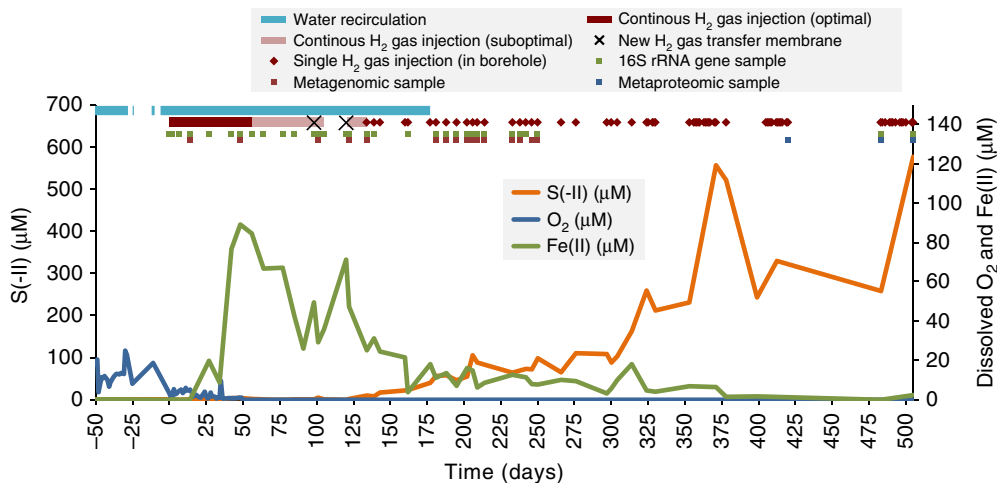 Water recirculation
Continous H2 gas injection (optimal)
Continous H2 gas injection (suboptimal)
New H2 gas transfer membrane
Single H2 gas injection (in borehole)
16S rRNA gene sample
Metagenomic sample
Metaproteomic sample
700
600
500
400
300
200
100
0
S(-II) (μM)
140
120
100
80
60
40
20
0
Dissolved O2 and Fe(II) (μM)
S(-II) (μM)
O2 (μM)
Fe(II) (μM)
−50
−25
0
25
50
75
100
125
150
175
200
225
250
275
300
325
350
375
400
425
450
475
500
Time (days)